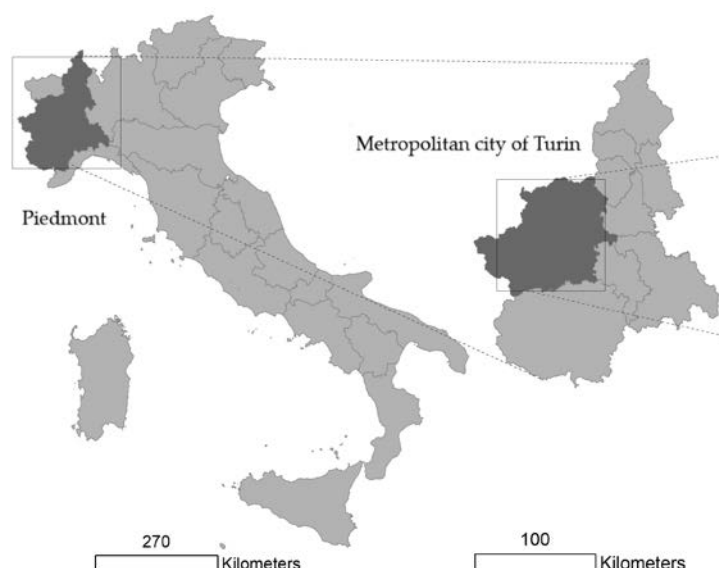 Metropolitan city of Turin
Piedmont
270
Kilometers
100
Kilometers